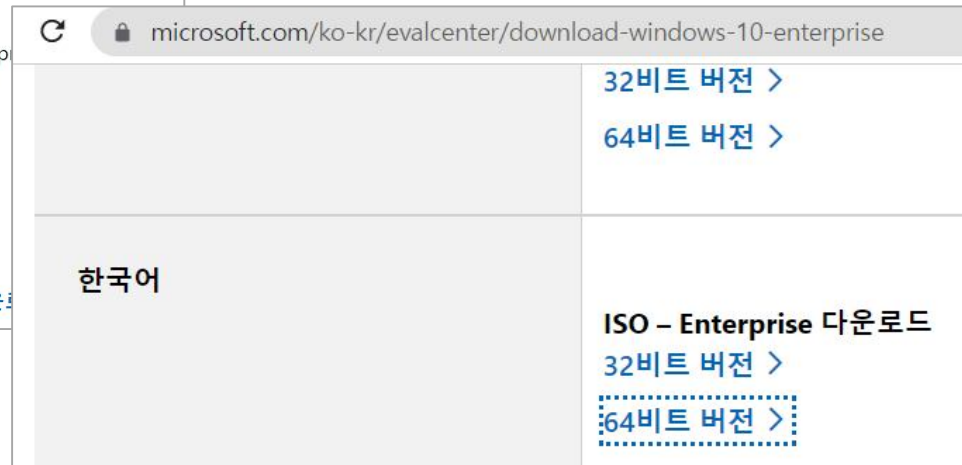 microsoft.com/ko-kr/evalcenter/download-windows-10-enterprise
32비트 버전 >
64비트 버전 >
한국어
ISO – Enterprise 다운로드
32비트 버전 >
64비트 버전 >